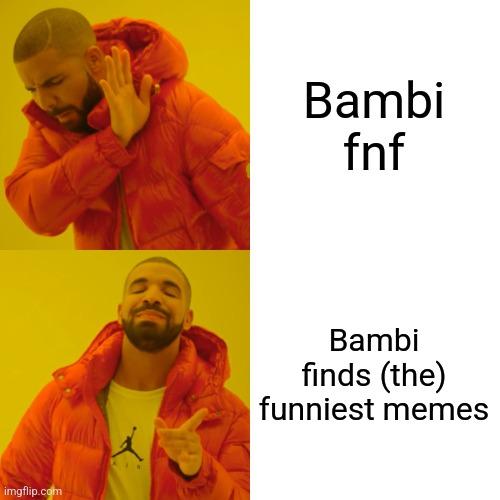 Bambi
fnf
Bambi
finds (the)
funniest memes
imgflip.com